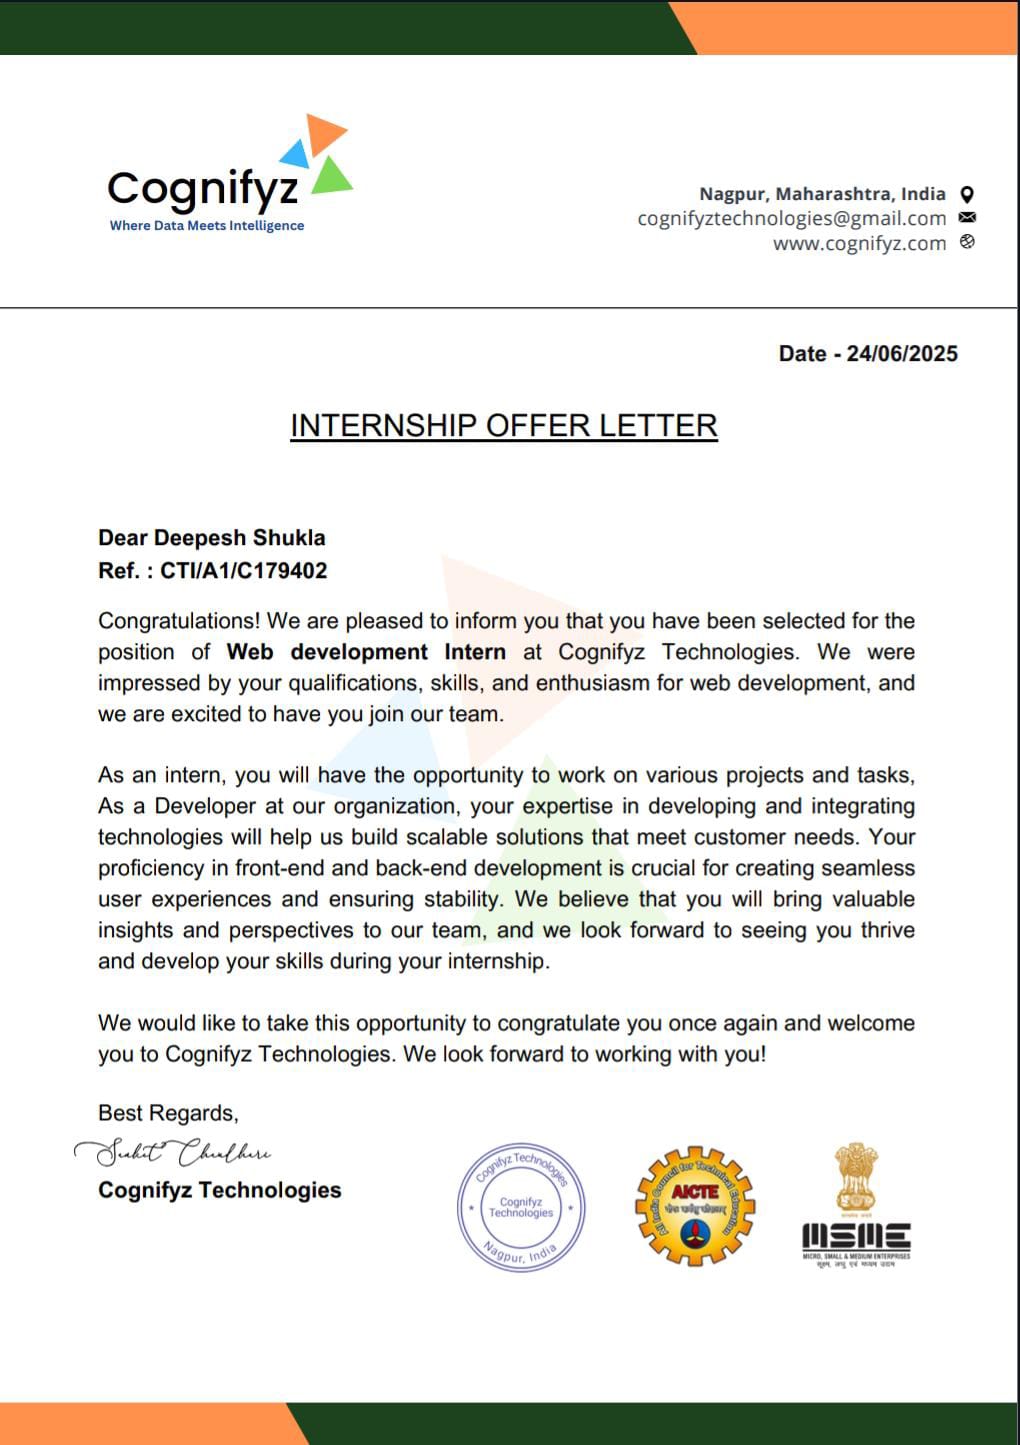 Cognifyz
Where Data Meets Intelligence
Nagpur, Maharashtra, India
cognifyztechnologies@gmail.com
www.cognifyz.com
Date - 24/06/2025
INTERNSHIP OFFER LETTER
Dear Deepesh Shukla
Ref. : CTI/A1/C179402
Congratulations! We are pleased to inform you that you have been selected for the
position of Web development Intern at Cognifyz Technologies. We were
impressed by your qualifications, skills, and enthusiasm for web development, and
we are excited to have you join our team.
As an intern, you will have the opportunity to work on various projects and tasks,
As a Developer at our organization, your expertise in developing and integrating
technologies will help us build scalable solutions that meet customer needs. Your
proficiency in front-end and back-end development is crucial for creating seamless
user experiences and ensuring stability. We believe that you will bring valuable
insights and perspectives to our team, and we look forward to seeing you thrive
and develop your skills during your internship.
We would like to take this opportunity to congratulate you once again and welcome
you to Cognifyz Technologies. We look forward to working with you!
Best Regards,
Cognifyz Technologies
Cognifyz Technologies
Cognifyz
Technologies
Nagpur, India
All India Council for Technical Education
AICTE
MSME
MICRO, SMALL & MEDIUM ENTERPRISES
सूक्ष्म, लघु एवं मध्यम उद्यम